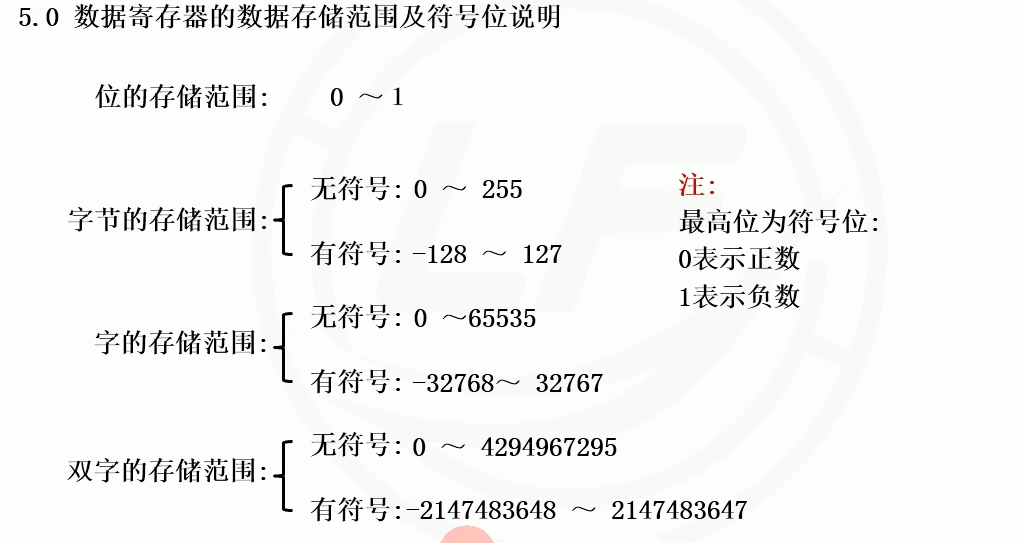 5.0 数据寄存器的数据存储范围及符号位说明
位的存储范围: 0 ～ 1
字节的存储范围:
无符号: 0 ～ 255
有符号: -128 ～ 127
注:
最高位为符号位:
0表示正数
1表示负数
字的存储范围:
无符号: 0 ～65535
有符号: -32768～ 32767
双字的存储范围:
无符号: 0 ～ 4294967295
有符号:-2147483648 ～ 2147483647
LF